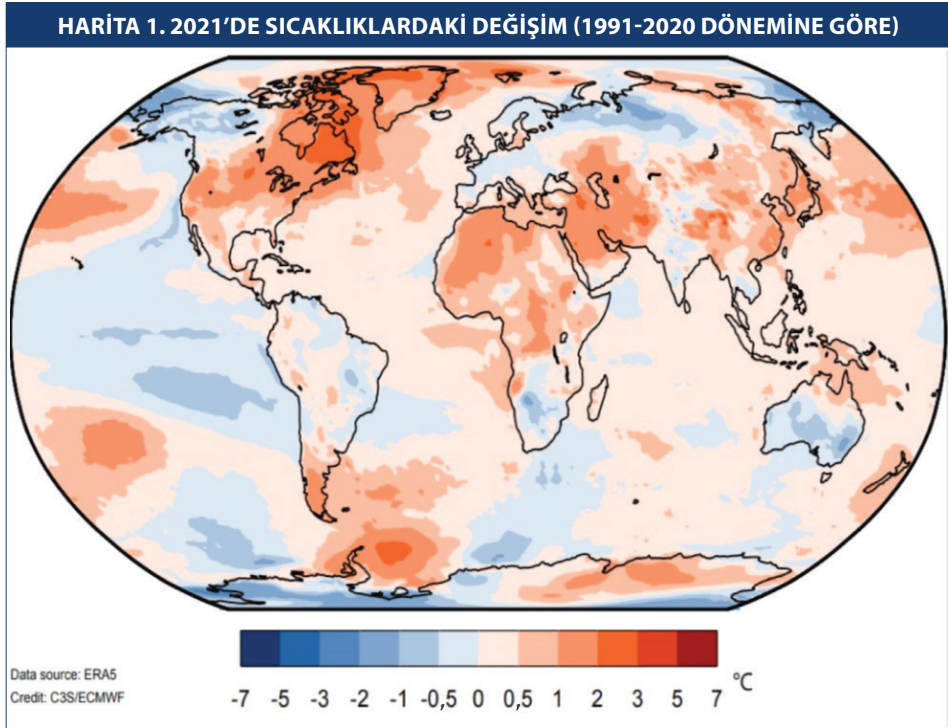 HARİTA 1. 2021’DE SICAKLIKLARDAKİ DEĞİŞİM (1991-2020 DÖNEMİNE GÖRE)
Data source: ERA5
Credit: C3S/ECMWF
-7 -5 -3 -2 -1 -0,5 0 0,5 1 2 3 5 7 °C